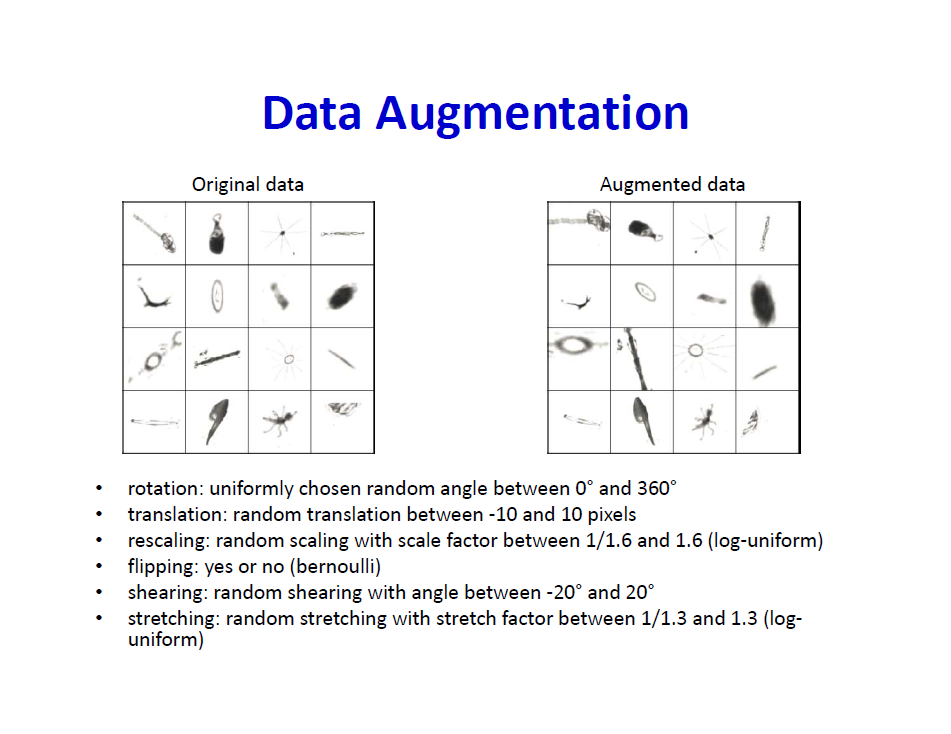 Data Augmentation
Original data
Augmented data
• rotation: uniformly chosen random angle between 0° and 360°
• translation: random translation between -10 and 10 pixels
• rescaling: random scaling with scale factor between 1/1.6 and 1.6 (log-uniform)
• flipping: yes or no (bernoulli)
• shearing: random shearing with angle between -20° and 20°
• stretching: random stretching with stretch factor between 1/1.3 and 1.3 (log-
uniform)